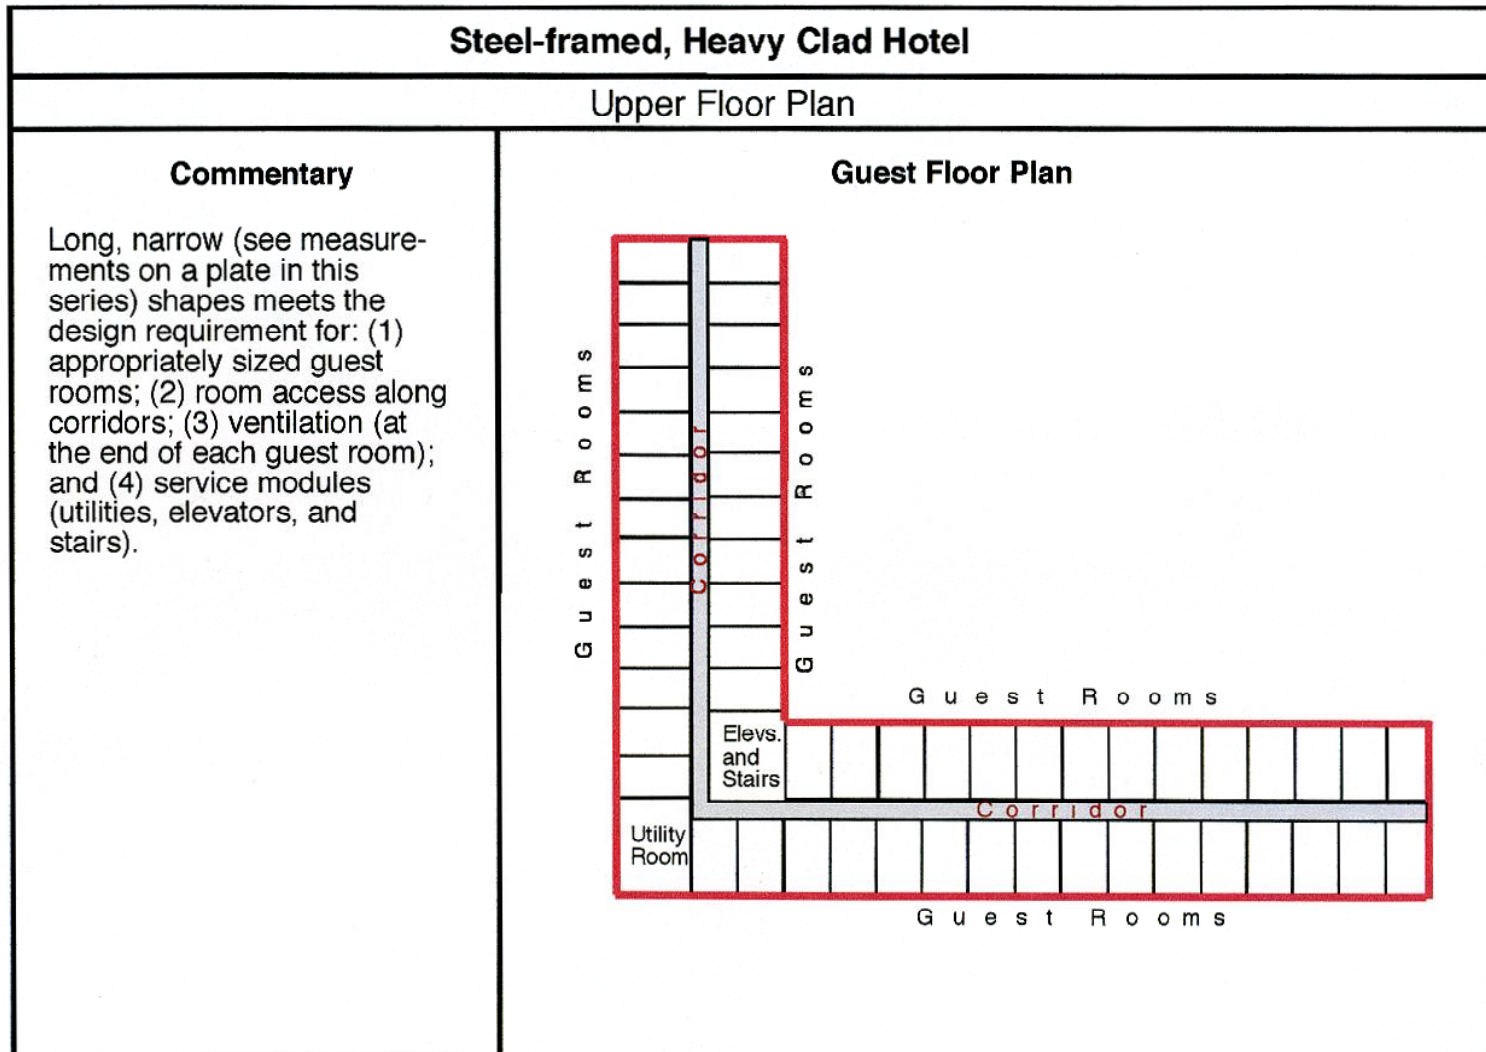 Steel-framed, Heavy Clad Hotel
Upper Floor Plan
Commentary
Long, narrow (see measure-
ments on a plate in this
series) shapes meets the
design requirement for: (1)
appropriately sized guest
rooms; (2) room access along
corridors; (3) ventilation (at
the end of each guest room);
and (4) service modules
(utilities, elevators, and
stairs).
Guest Floor Plan
Guest Rooms
Corridor
Guest Rooms
Guest Rooms
Elevs.
and
Stairs
Corridor
Utility
Room
Guest Rooms